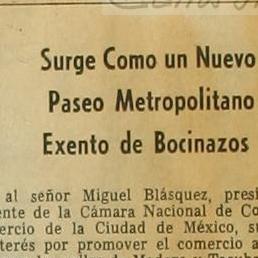 Surge Como un Nuevo
Paseo Metropolitano
Exento de Bocinazos
al señor Miguel Blásquez, presi
ente de la Cámara Nacional de Co
ercio de la Ciudad de México, su
terés por promover el comercio a